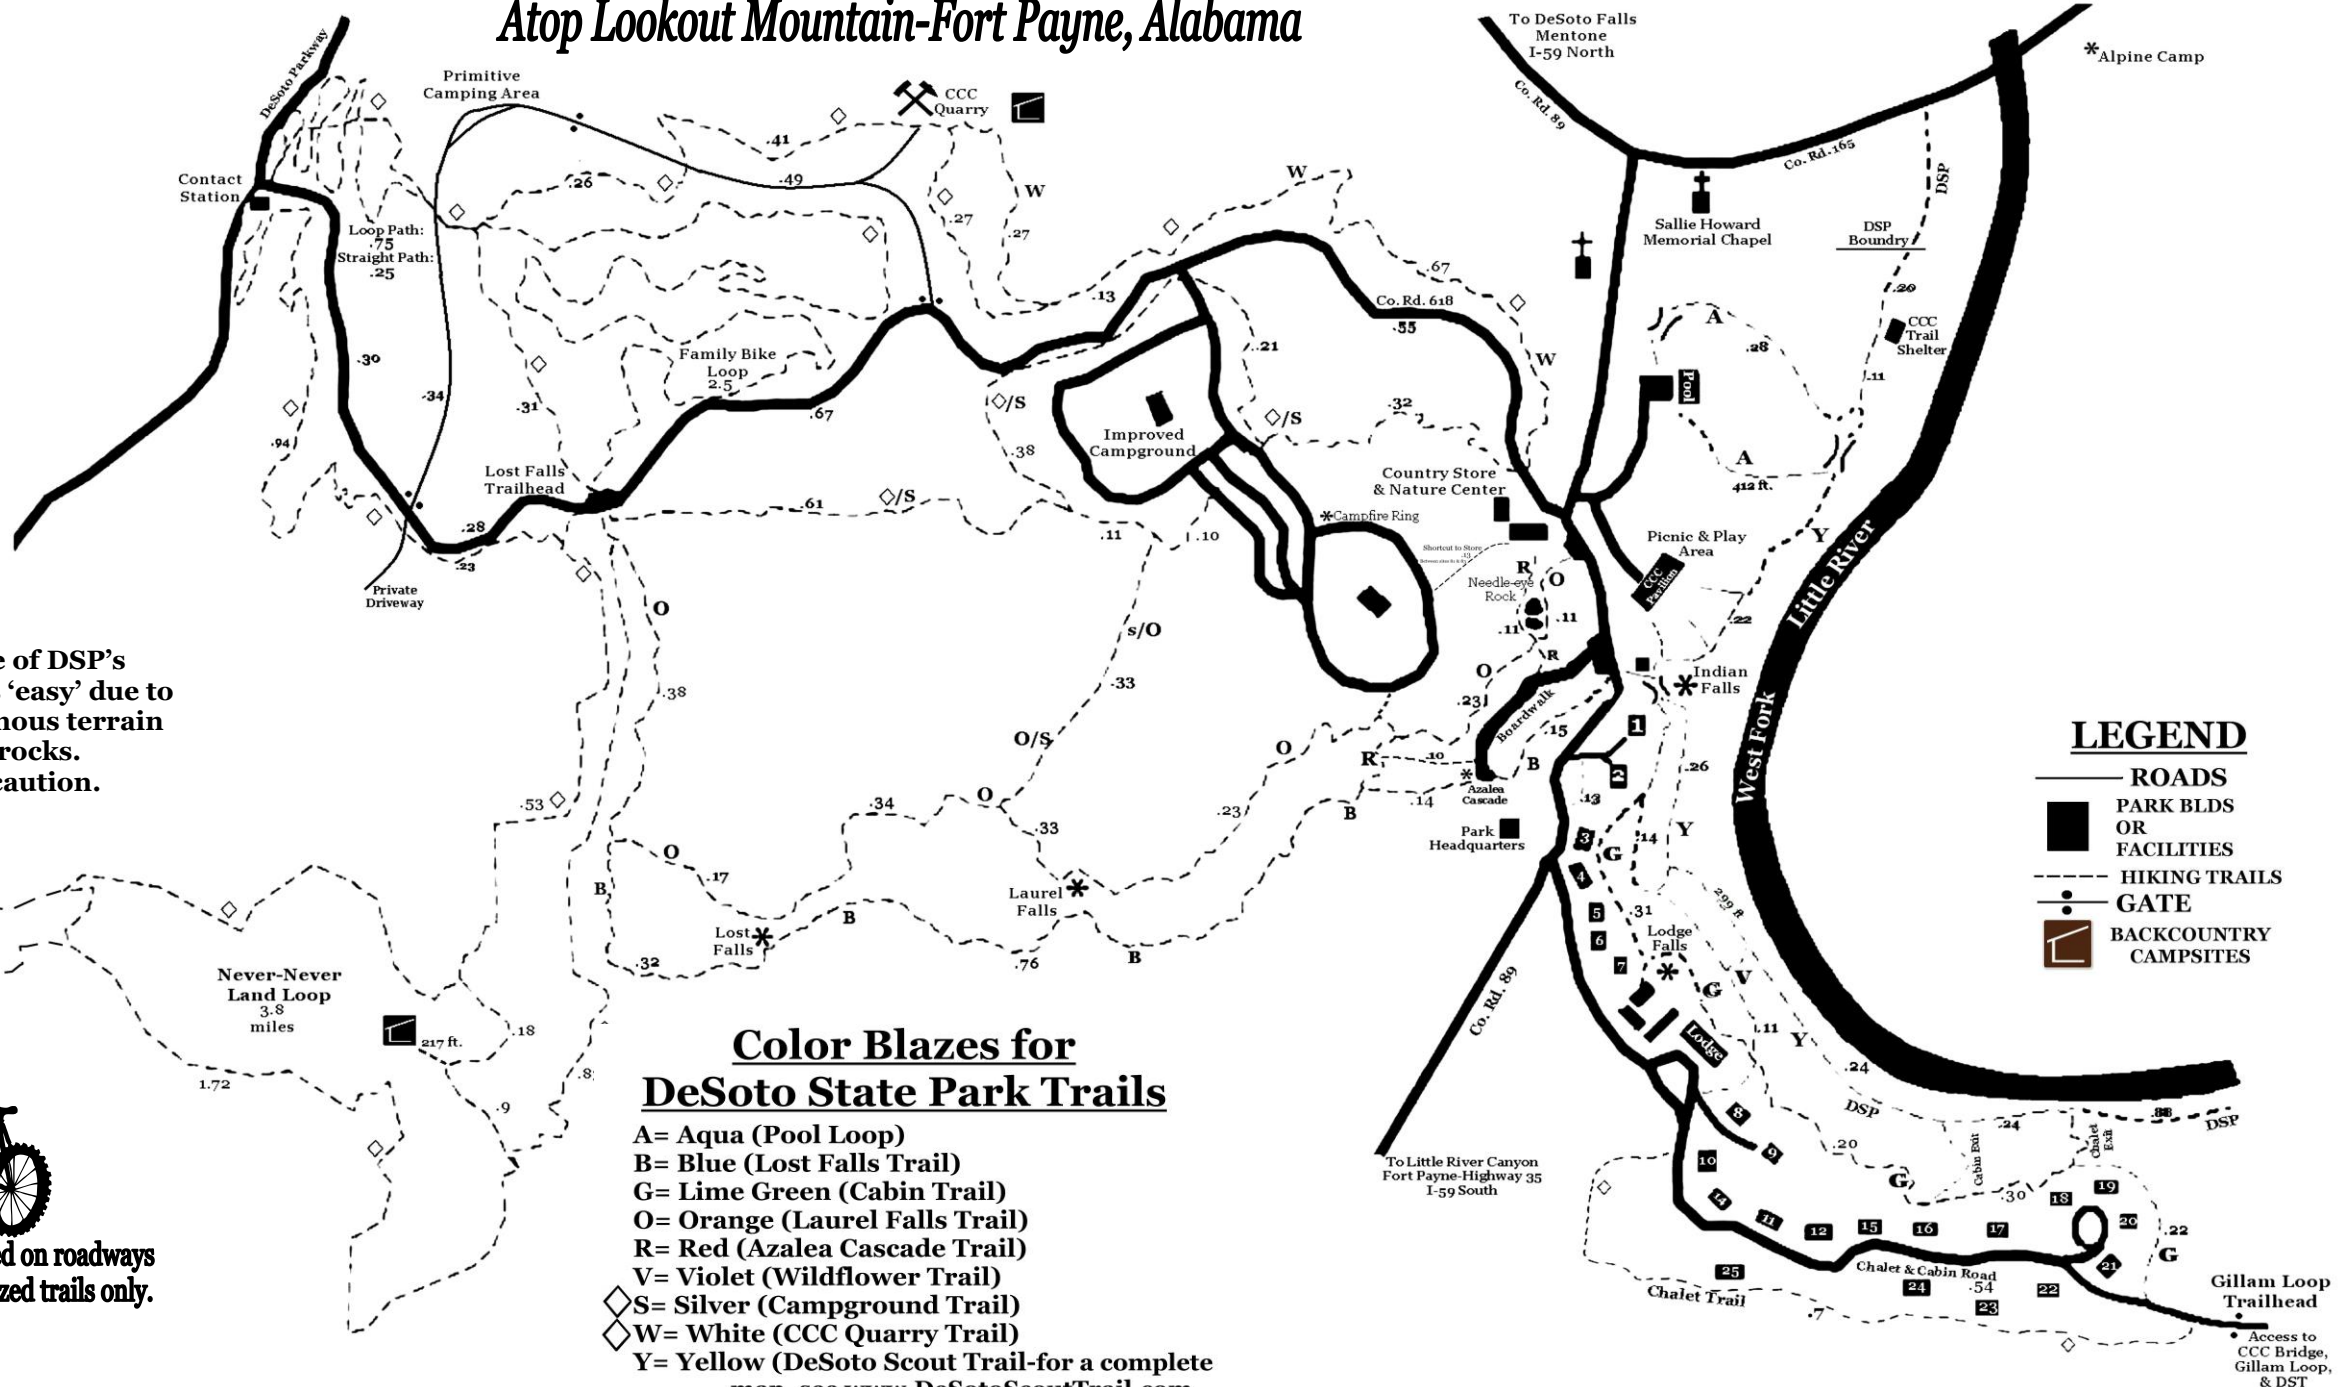 Atop Lookout Mountain-Fort Payne, Alabama
DeSoto Parkway
Primitive
Camping Area
CCC
Quarry
To DeSoto Falls
Mentone
I-59 North
Co. Rd. 89
Co. Rd. 165
Alpine Camp
DSP
Contact
Station
.41
.49
.26
W
.27
.27
W
Sallie Howard
Memorial Chapel
DSP
Boundry
.20
Loop Path:
.75
Straight Path:
.25
.13
.67
Co. Rd. 618
.55
A
.28
CCC
Trail
Shelter
.11
.30
.34
.31
Family Bike
Loop
2.5
.67
.21
W
Pool
/S
/S
.32
.94
.38
Improved
Campground
A
412 ft.
Lost Falls
Trailhead
.28
.23
.61
/S
.11
.10
Country Store
& Nature Center
Campfire Ring
Shortcut to Store
.13
Y
Picnic & Play
Area
CCC
Pavilion
Little River
Private
Driveway
O
s/O
R
O
Needle-eye
Rock
.11
.11
.22
e of DSP's
'easy' due to
nous terrain
rocks.
caution.
.38
.33
O
R
.23
Boardwalk
.15
Indian
Falls
1
West Fork
LEGEND
ROADS
PARK BLDS
OR
FACILITIES
HIKING TRAILS
GATE
BACKCOUNTRY
CAMPSITES
O/S
O
R
.10
B
2
.26
Azalea
Cascade
.53
.34
O
.33
.23
B
.14
.13
Park
Headquarters
3
G
.14
Y
O
.17
B
B
Laurel
Falls
4
299 ft
5
.31
6
Lodge
Falls
7
Lost
Falls
.32
.76
B
G
V
Co. Rd. 89
Never-Never
Land Loop
3.8
miles
217 ft.
.18
1.72
.9
.8
Lodge
.11
Y
.24
Color Blazes for
DeSoto State Park Trails
A= Aqua (Pool Loop)
B= Blue (Lost Falls Trail)
G= Lime Green (Cabin Trail)
O= Orange (Laurel Falls Trail)
R= Red (Azalea Cascade Trail)
V= Violet (Wildflower Trail)
S= Silver (Campground Trail)
W= White (CCC Quarry Trail)
Y= Yellow (DeSoto Scout Trail-for a complete
map, see www.DeSotoScoutTrail.com
ed on roadways
zed trails only.
To Little River Canyon
Fort Payne-Highway 35
I-59 South
8
9
10
14
11
12
15
16
17
18
19
20
21
22
23
24
25
DSP
.24
.88
DSP
.20
Cabin Exit
Chalet
Exit
G
.30
.22
G
Chalet & Cabin Road
.54
Chalet Trail
.7
Gillam Loop
Trailhead
Access to
CCC Bridge,
Gillam Loop,
& DST